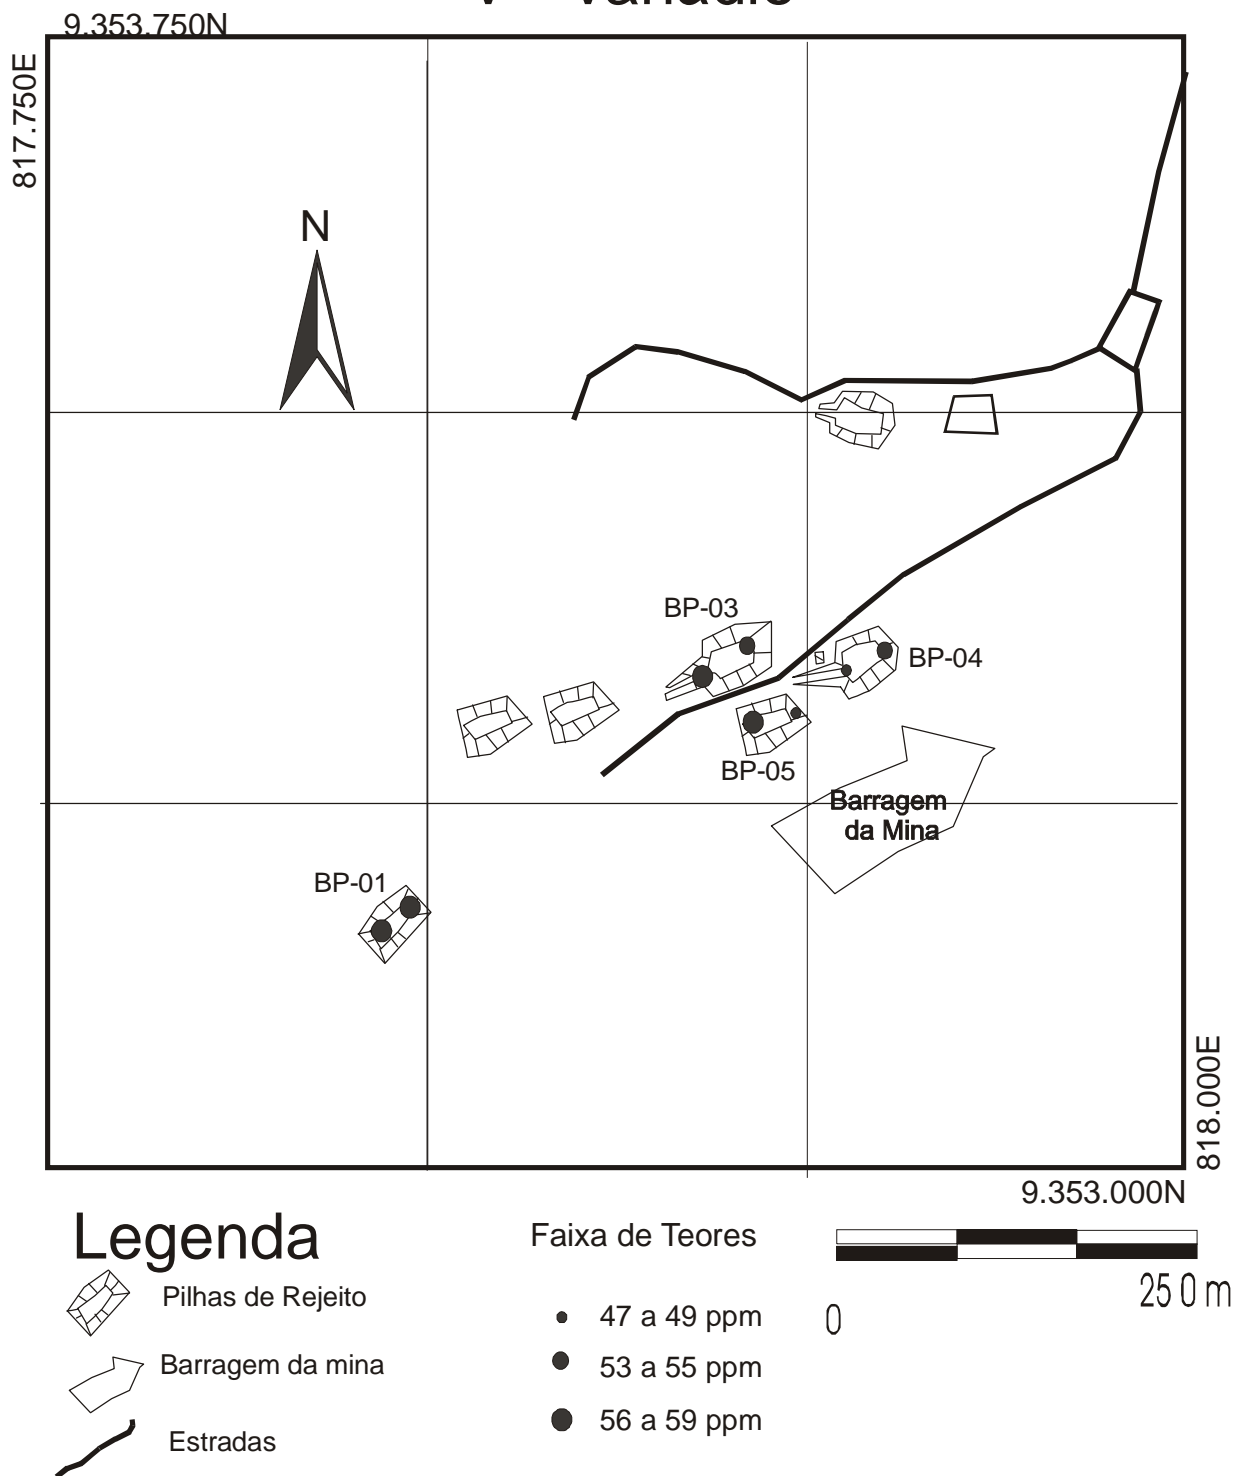 9.353.750N
817.750E
N
BP-03
BP-04
BP-05
Barragem
da Mina
BP-01
818.000E
9.353.000N
Legenda
Pilhas de Rejeito
Barragem da mina
Estradas
Faixa de Teores
47 a 49 ppm
53 a 55 ppm
56 a 59 ppm
0
250m